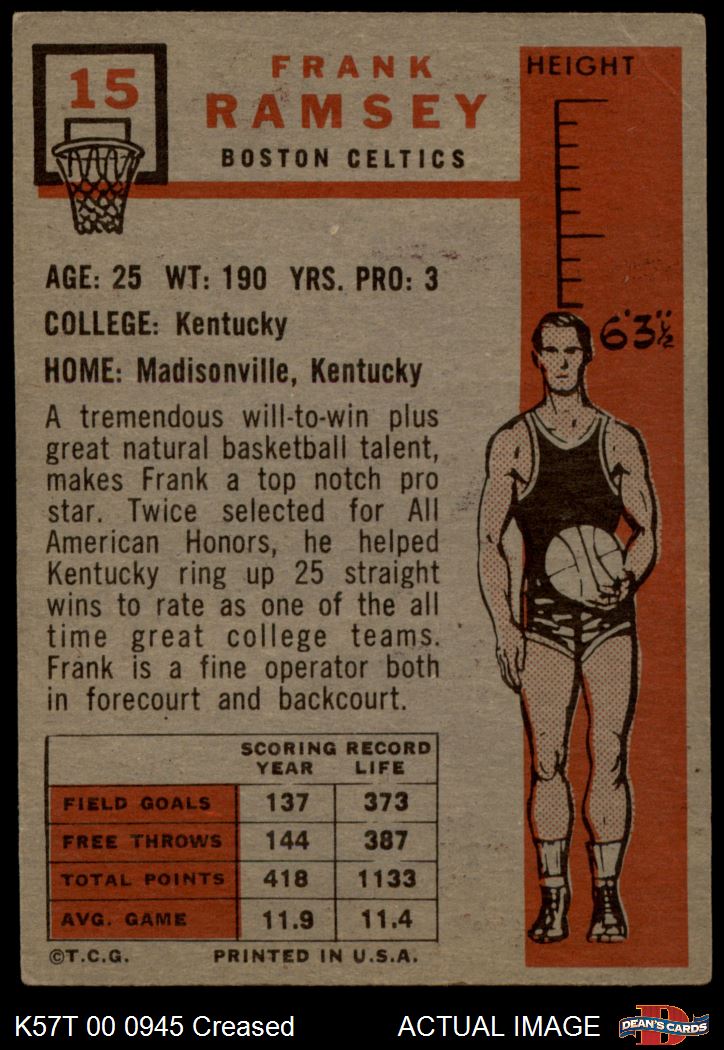 15
FRANK
RAMSEY
BOSTON CELTICS
HEIGHT
6'3"½
AGE: 25 WT: 190 YRS. PRO: 3
COLLEGE: Kentucky
HOME: Madisonville, Kentucky
A tremendous will-to-win plus
great natural basketball talent,
makes Frank a top notch pro
star. Twice selected for All
American Honors, he helped
Kentucky ring up 25 straight
wins to rate as one of the all
time great college teams.
Frank is a fine operator both
in forecourt and backcourt.
SCORING RECORD
YEAR LIFE
FIELD GOALS 137 373
FREE THROWS 144 387
TOTAL POINTS 418 1133
AVG. GAME 11.9 11.4
©T.C.G. PRINTED IN U.S.A.
K57T 00 0945 Creased ACTUAL IMAGE
D
DEAN'S CARDS